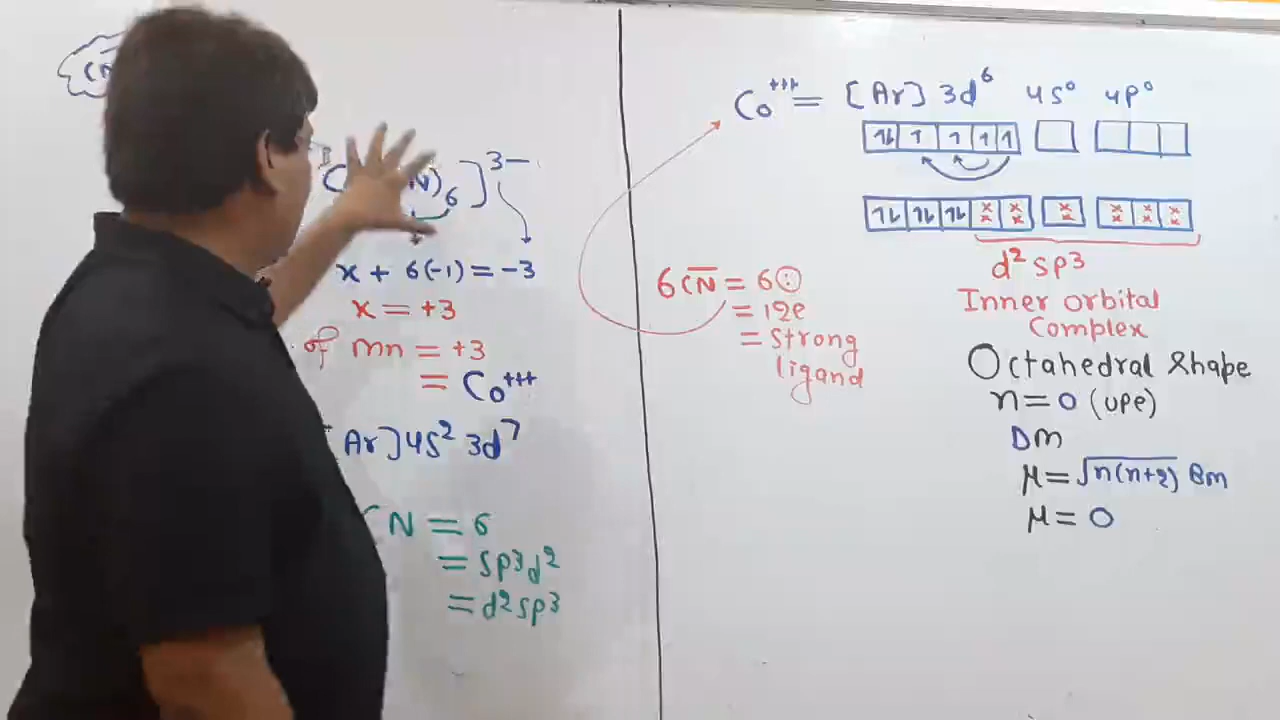 N)6]3-
x + 6(-1) = -3
x = +3
of mn = +3
= Co+++
Ar] 4s2 3d7
CN = 6
= sp3d2
= d2sp3
Co+++ = [Ar] 3d6 4s0 4p0
d2sp3
Inner orbital
Complex
Octahedral shape
n = 0 (upe)
Dm
μ = √n(n+2) Bm
μ = 0
6CN̅ = 6
= 12e
= strong
ligand